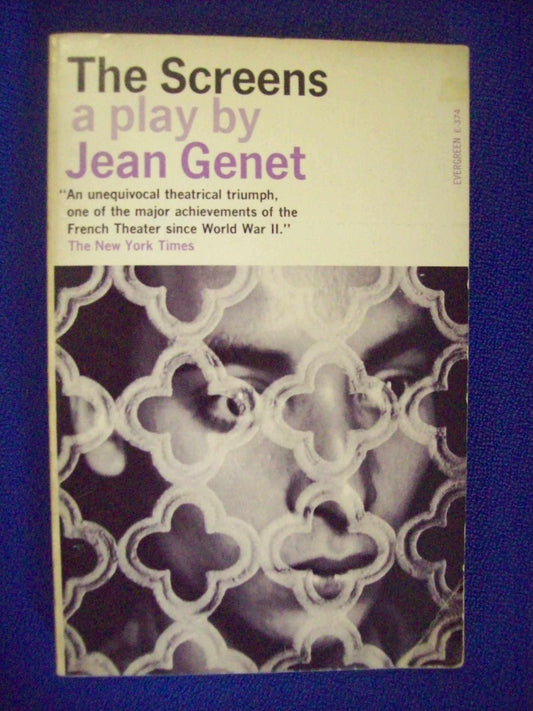 The Screens
a play by
Jean Genet
"An unequivocal theatrical triumph,
one of the major achievements of the
French Theater since World War II."
The New York Times
EVERGREEN E-374